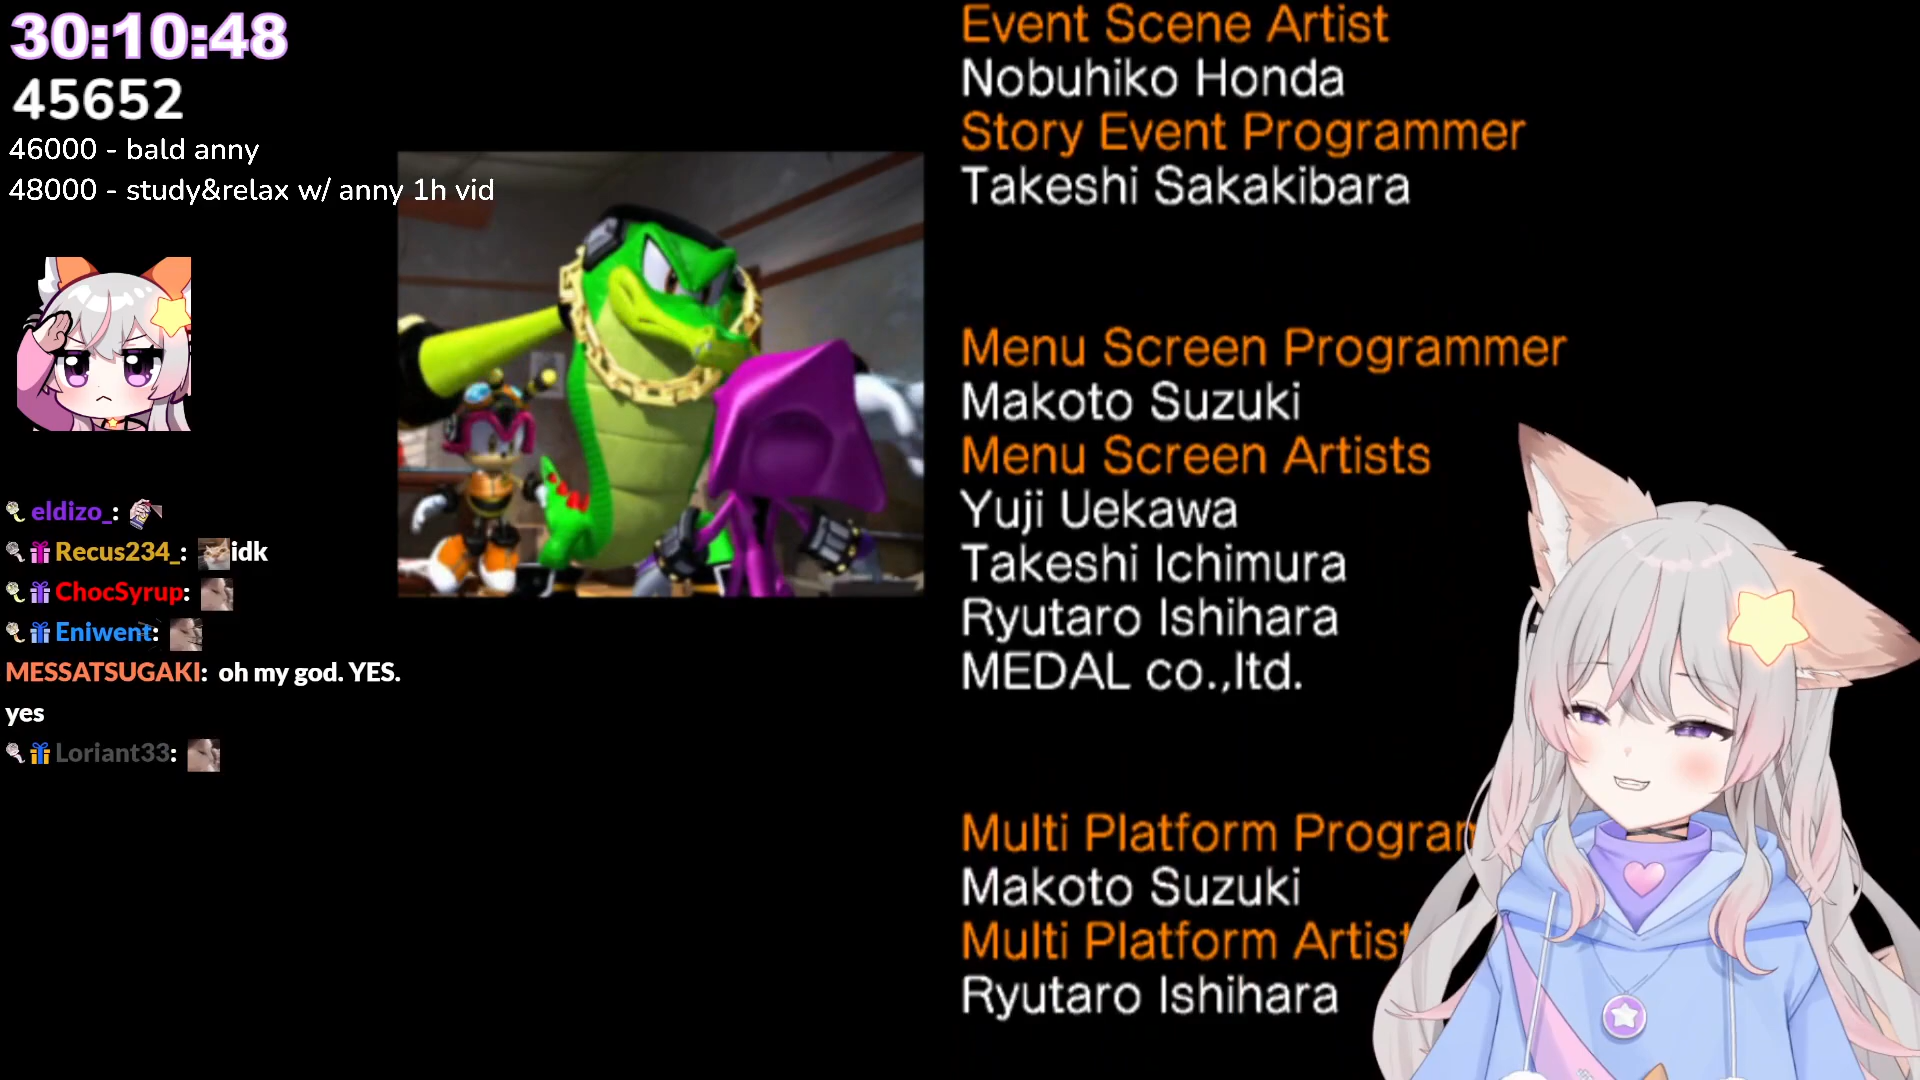 30:10:48
45652
46000 - bald anny
48000 - study&relax w/ anny 1h vid
eldizo_:
Recus234_: idk
ChocSyrup:
Eniwent:
MESSATSUGAKI: oh my god. YES.
yes
Loriant33:
Event Scene Artist
Nobuhiko Honda
Story Event Programmer
Takeshi Sakakibara
Menu Screen Programmer
Makoto Suzuki
Menu Screen Artists
Yuji Uekawa
Takeshi Ichimura
Ryutaro Ishihara
MEDAL co.,ltd.
Multi Platform Program
Makoto Suzuki
Multi Platform Artist
Ryutaro Ishihara